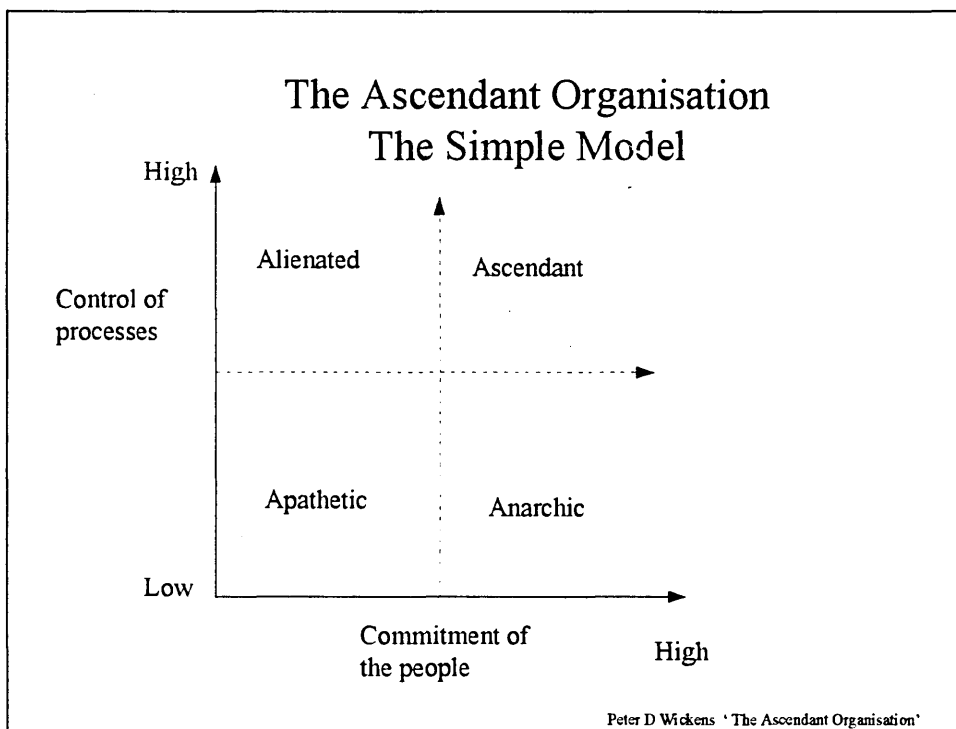 The Ascendant Organisation
The Simple Model
High
Alienated
Ascendant
Control of
processes
Apathetic
Anarchic
Low
Commitment of
the people
High
Peter D Wickens ‘The Ascendant Organisation’